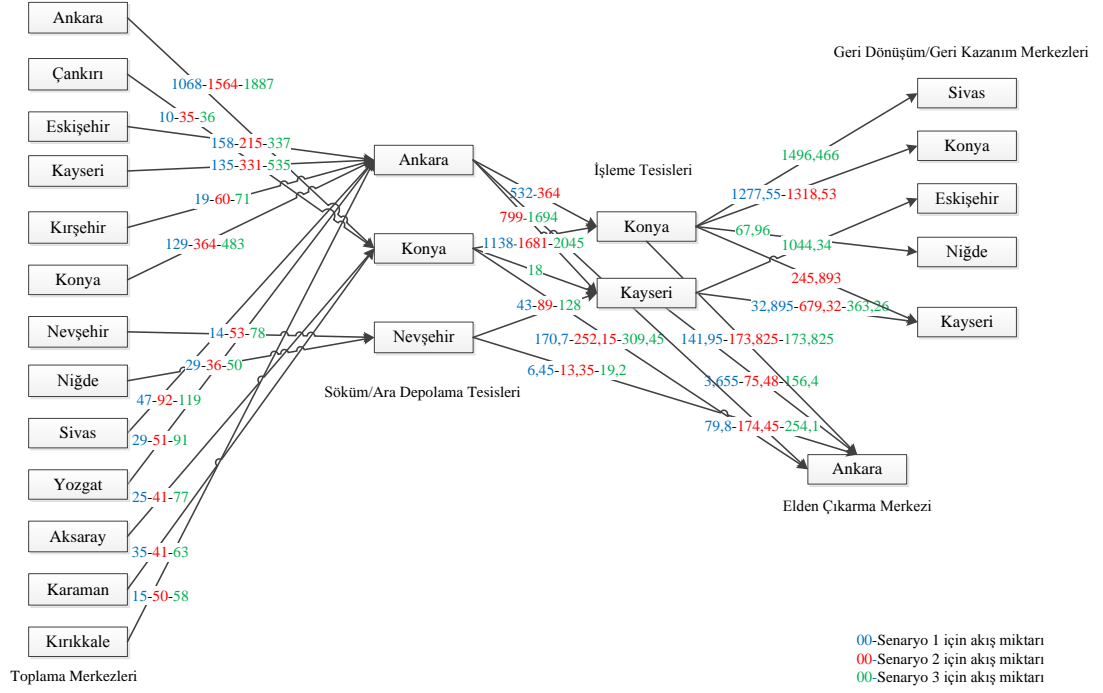 Ankara
Çankırı
Eskişehir
Kayseri
Kırşehir
Konya
Nevşehir
Niğde
Sivas
Yozgat
Aksaray
Karaman
Kırıkkale
Toplama Merkezleri
1068-1564-1887
10-35-36
158-215-337
135-331-535
19-60-71
129-364-483
14-53-78
29-36-50
47-92-119
29-51-91
25-41-77
35-41-63
15-50-58
Ankara
Konya
Nevşehir
Söküm/Ara Depolama Tesisleri
532-364
799-1694
1138-1681-2045
18
43-89-128
170,7-252,15-309,45
6,45-13,35-19,2
İşleme Tesisleri
Konya
Kayseri
141,95-173,825-173,825
3,655-75,48-156,4
79,8-174,45-254,1
Geri Dönüşüm/Geri Kazanım Merkezleri
Sivas
Konya
Eskişehir
Niğde
Kayseri
1496,466
1277,55-1318,53
67,96
1044,34
245,893
32,895-679,32-363,26
Ankara
Elden Çıkarma Merkezi
00-Senaryo 1 için akış miktarı
00-Senaryo 2 için akış miktarı
00-Senaryo 3 için akış miktarı